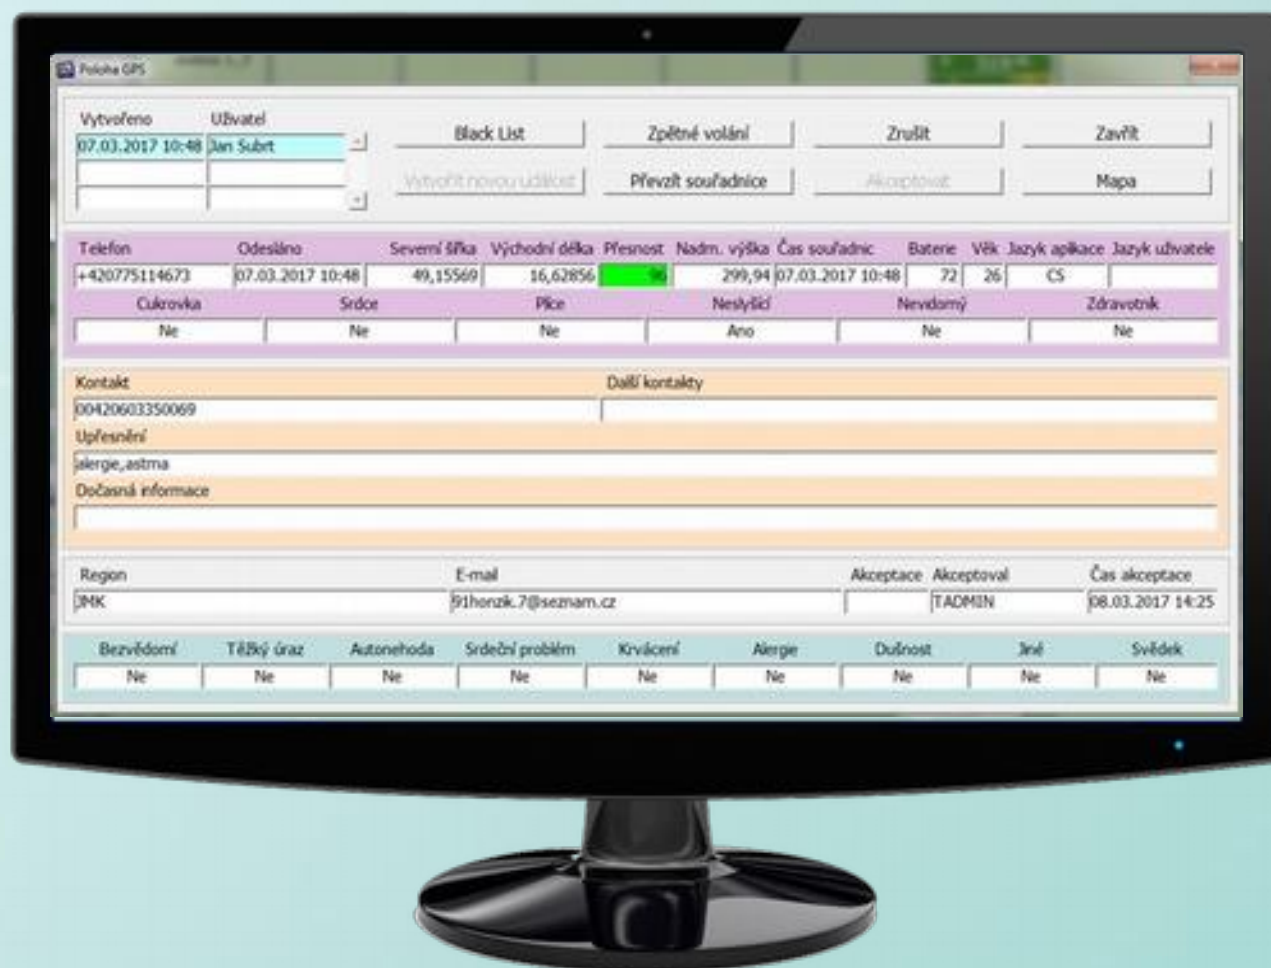 Poloha GPS
Vytvořeno Uživatel
07.03.2017 10:48 Jan Subrt
Black List Zpětné volání Zrušit Zavřít
Vytvořit novou událost Převzít souřadnice Akceptovat Mapa
Telefon Odesláno Severní šířka Východní délka Přesnost Nadm. výška Čas souřadnic Baterie Věk Jazyk aplikace Jazyk uživatele
+420775114673 07.03.2017 10:48 49,15569 16,62856 96 299,94 07.03.2017 10:48 72 26 CS
Cukrovka Srdce Plíce Neslyšící Nevidomý Zdravotník
Ne Ne Ne Ano Ne Ne
Kontakt Další kontakty
00420603350069
Upřesnění
alergie,astma
Dočasná informace
Region E-mail Akceptace Akceptoval Čas akceptace
JMK 91honzik.7@seznam.cz TADMIN 08.03.2017 14:25
Bezvědomí Těžký úraz Autonehoda Srdeční problém Krvácení Alergie Dušnost Jiné Svědek
Ne Ne Ne Ne Ne Ne Ne Ne Ne